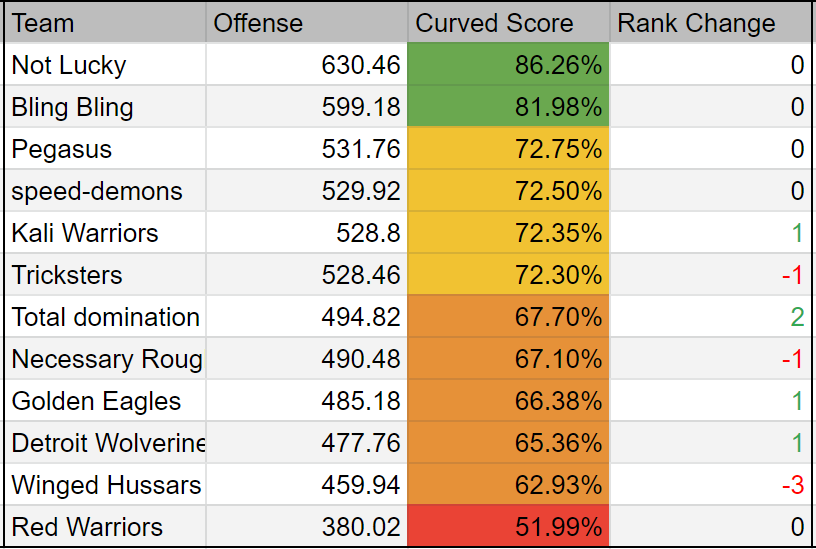 Team Offense Curved Score Rank Change
Not Lucky 630.46 86.26% 0
Bling Bling 599.18 81.98% 0
Pegasus 531.76 72.75% 0
speed-demons 529.92 72.50% 0
Kali Warriors 528.8 72.35% 1
Tricksters 528.46 72.30% -1
Total domination 494.82 67.70% 2
Necessary Roug 490.48 67.10% -1
Golden Eagles 485.18 66.38% 1
Detroit Wolverine 477.76 65.36% 1
Winged Hussars 459.94 62.93% -3
Red Warriors 380.02 51.99% 0